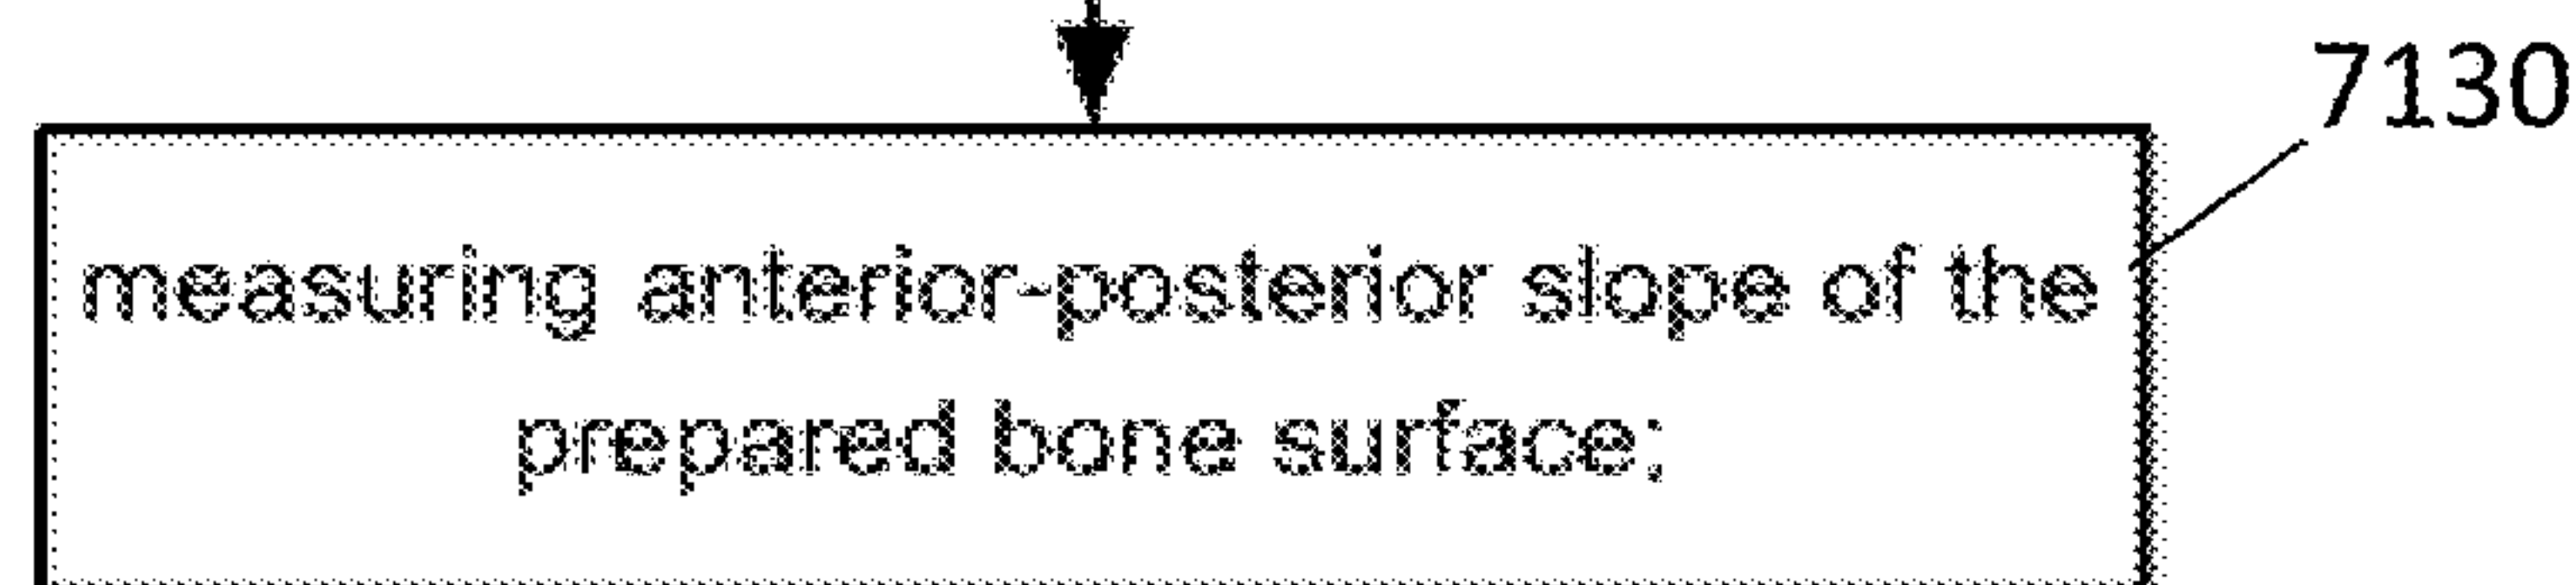 7130
measuring anterior-posterior slope of the
prepared bone surface;